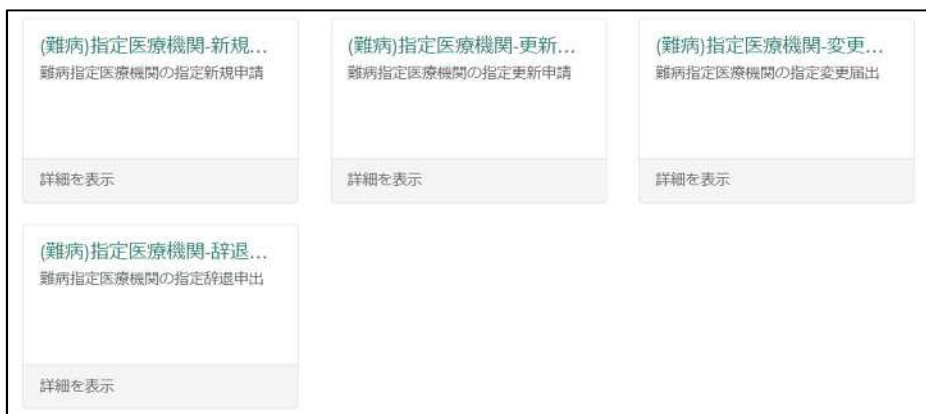 (難病)指定医療機関-新規...
難病指定医療機関の指定新規申請
詳細を表示
(難病)指定医療機関-更新...
難病指定医療機関の指定更新申請
詳細を表示
(難病)指定医療機関-変更...
難病指定医療機関の指定変更届出
詳細を表示
(難病)指定医療機関-辞退...
難病指定医療機関の指定辞退申出
詳細を表示